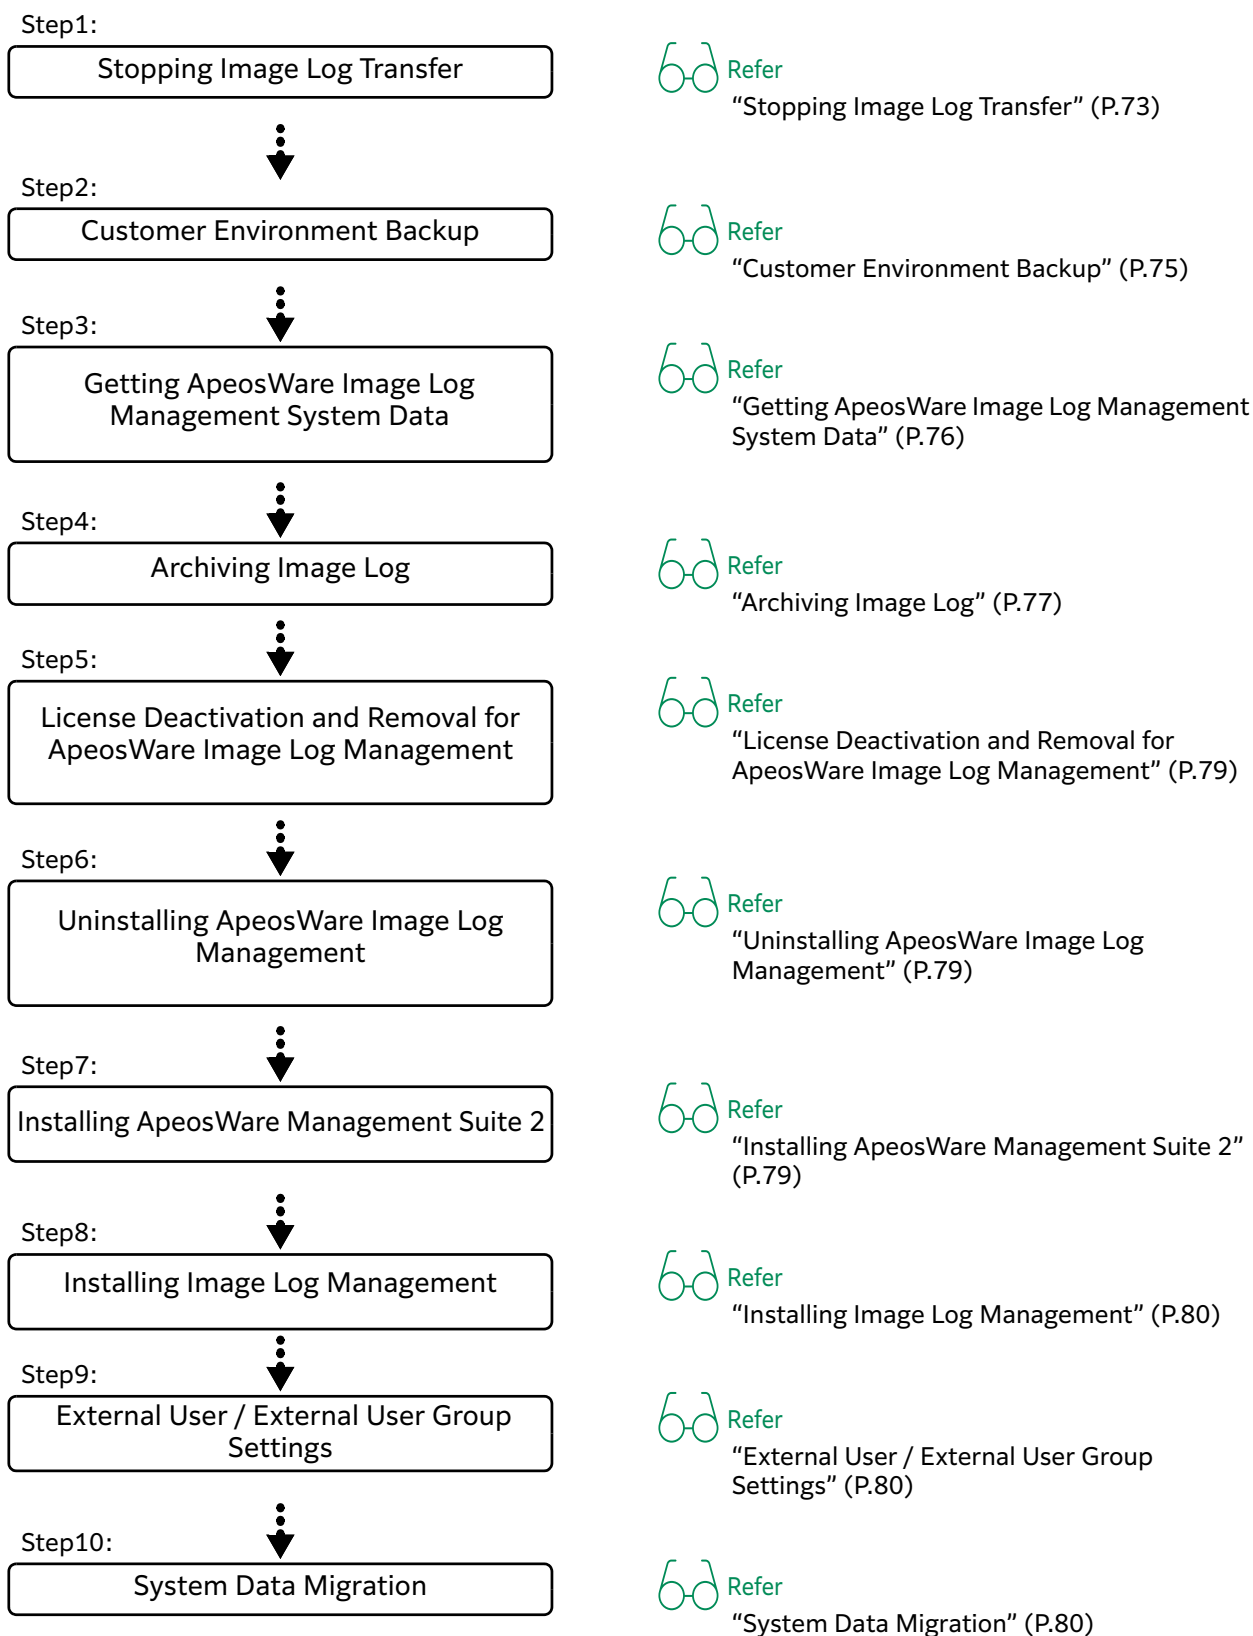 Step1:
Stopping Image Log Transfer
Refer
“Stopping Image Log Transfer” (P.73)
Step2:
Customer Environment Backup
Refer
“Customer Environment Backup” (P.75)
Step3:
Getting ApeosWare Image Log
Management System Data
Refer
“Getting ApeosWare Image Log Management
System Data” (P.76)
Step4:
Archiving Image Log
Refer
“Archiving Image Log” (P.77)
Step5:
License Deactivation and Removal for
ApeosWare Image Log Management
Refer
“License Deactivation and Removal for
ApeosWare Image Log Management” (P.79)
Step6:
Uninstalling ApeosWare Image Log
Management
Refer
“Uninstalling ApeosWare Image Log
Management” (P.79)
Step7:
Installing ApeosWare Management Suite 2
Refer
“Installing ApeosWare Management Suite 2”
(P.79)
Step8:
Installing Image Log Management
Refer
“Installing Image Log Management” (P.80)
Step9:
External User / External User Group
Settings
Refer
“External User / External User Group
Settings” (P.80)
Step10:
System Data Migration
Refer
“System Data Migration” (P.80)